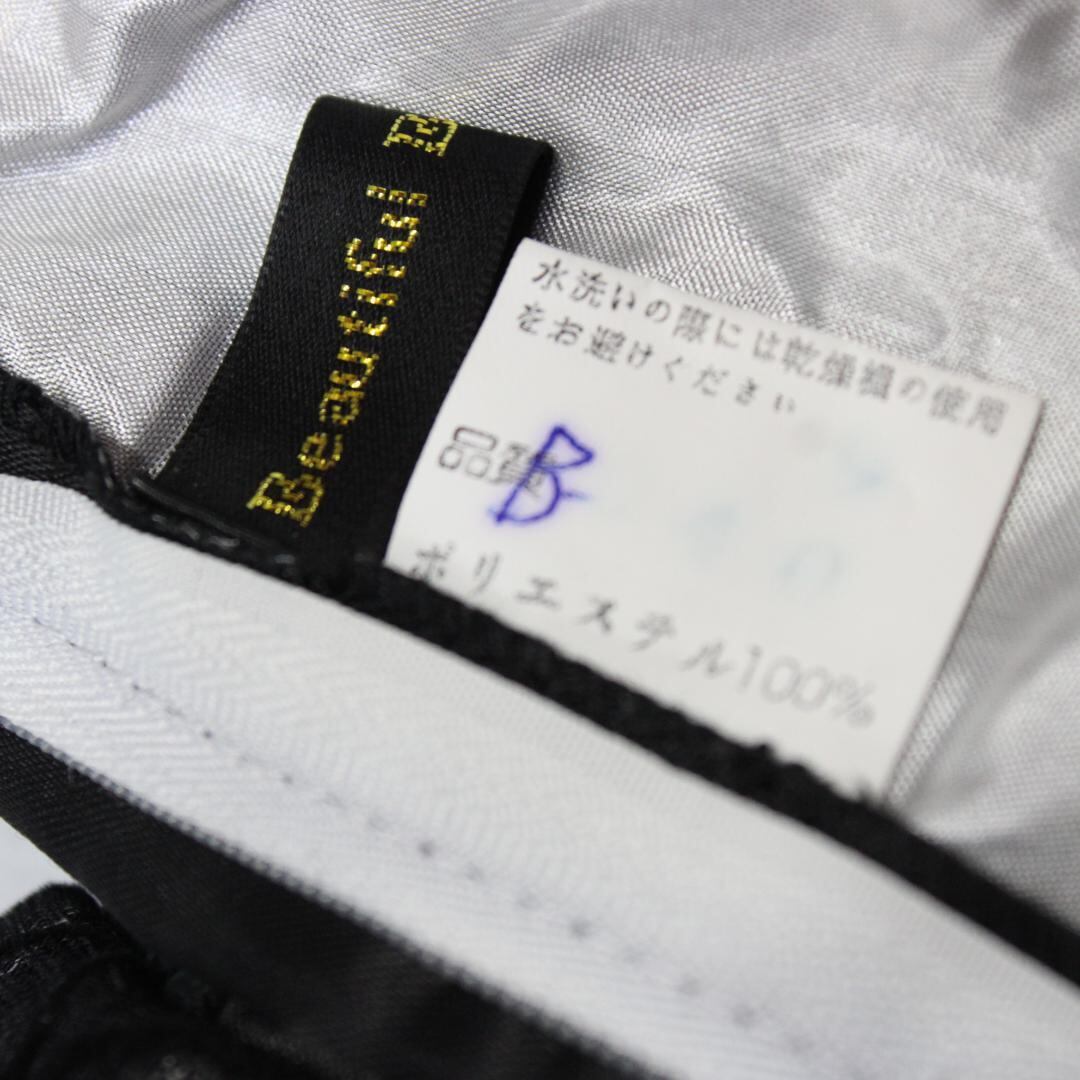 Beautiful
水洗いの際には乾燥機の使用
をお避けください
品質
B
ポリエステル100%